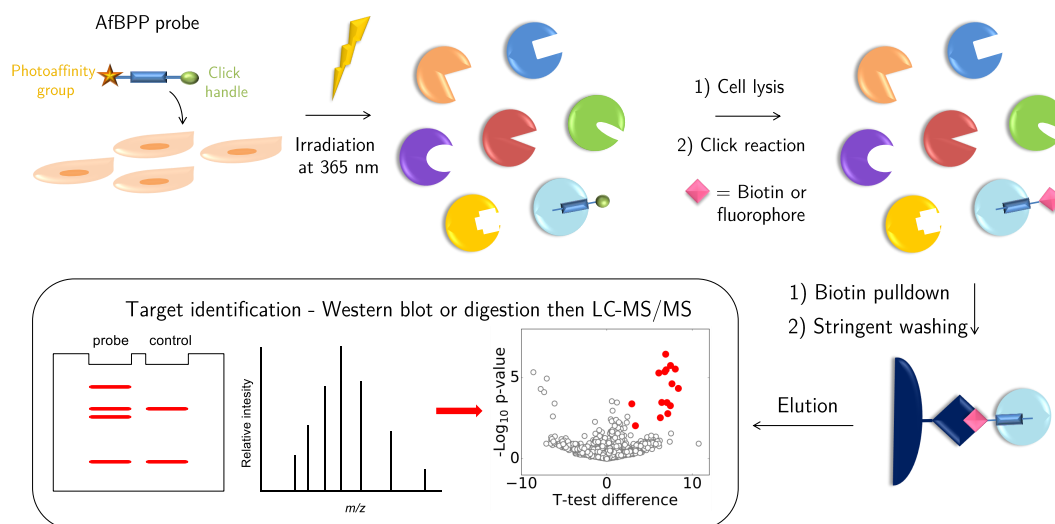 AfBPP probe
Photoaffinity
group
Click
handle
Irradiation
at 365 nm
1) Cell lysis
2) Click reaction
= Biotin or
fluorophore
1) Biotin pulldown
2) Stringent washing
Elution
Target identification - Western blot or digestion then LC-MS/MS
probe control
Relative intesity
m/z
-Log10 p-value
5
0
−10 0 10
T-test difference